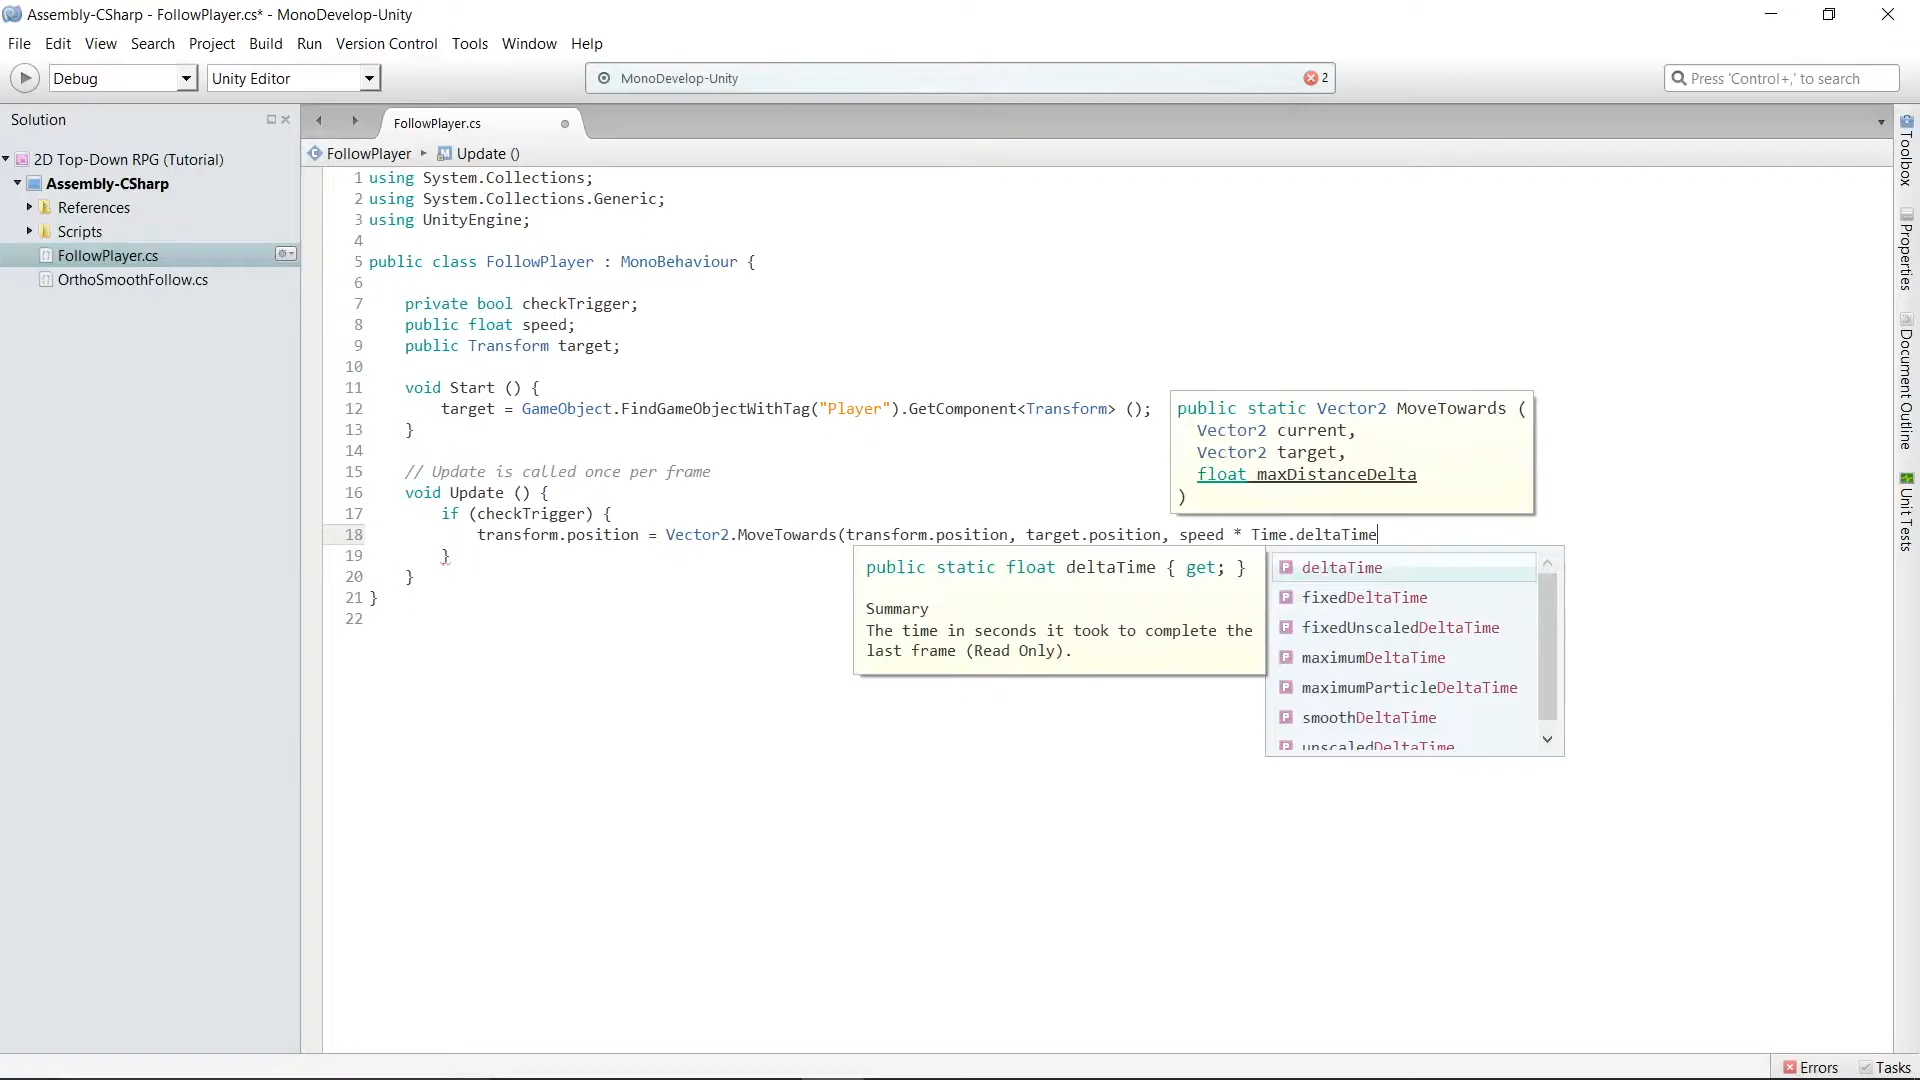 Assembly-CSharp - FollowPlayer.cs* - MonoDevelop-Unity
File Edit View Search Project Build Run Version Control Tools Window Help
Debug Unity Editor MonoDevelop-Unity 2 Press 'Control+,' to search
Solution
2D Top-Down RPG (Tutorial)
Assembly-CSharp
References
Scripts
FollowPlayer.cs
OrthoSmoothFollow.cs
FollowPlayer.cs
FollowPlayer Update ()
1 using System.Collections;
2 using System.Collections.Generic;
3 using UnityEngine;
4
5 public class FollowPlayer : MonoBehaviour {
6
7 private bool checkTrigger;
8 public float speed;
9 public Transform target;
10
11 void Start () {
12 target = GameObject.FindGameObjectWithTag("Player").GetComponent<Transform> ();
13 }
14
15 // Update is called once per frame
16 void Update () {
17 if (checkTrigger) {
18 transform.position = Vector2.MoveTowards(transform.position, target.position, speed * Time.deltaTime
19 }
20 }
21 }
22
public static Vector2 MoveTowards (
Vector2 current,
Vector2 target,
float maxDistanceDelta
)
public static float deltaTime { get; }
Summary
The time in seconds it took to complete the
last frame (Read Only).
deltaTime
fixedDeltaTime
fixedUnscaledDeltaTime
maximumDeltaTime
maximumParticleDeltaTime
smoothDeltaTime
unscaledDeltaTime
Toolbox
Properties
Document Outline
Unit Tests
Errors Tasks